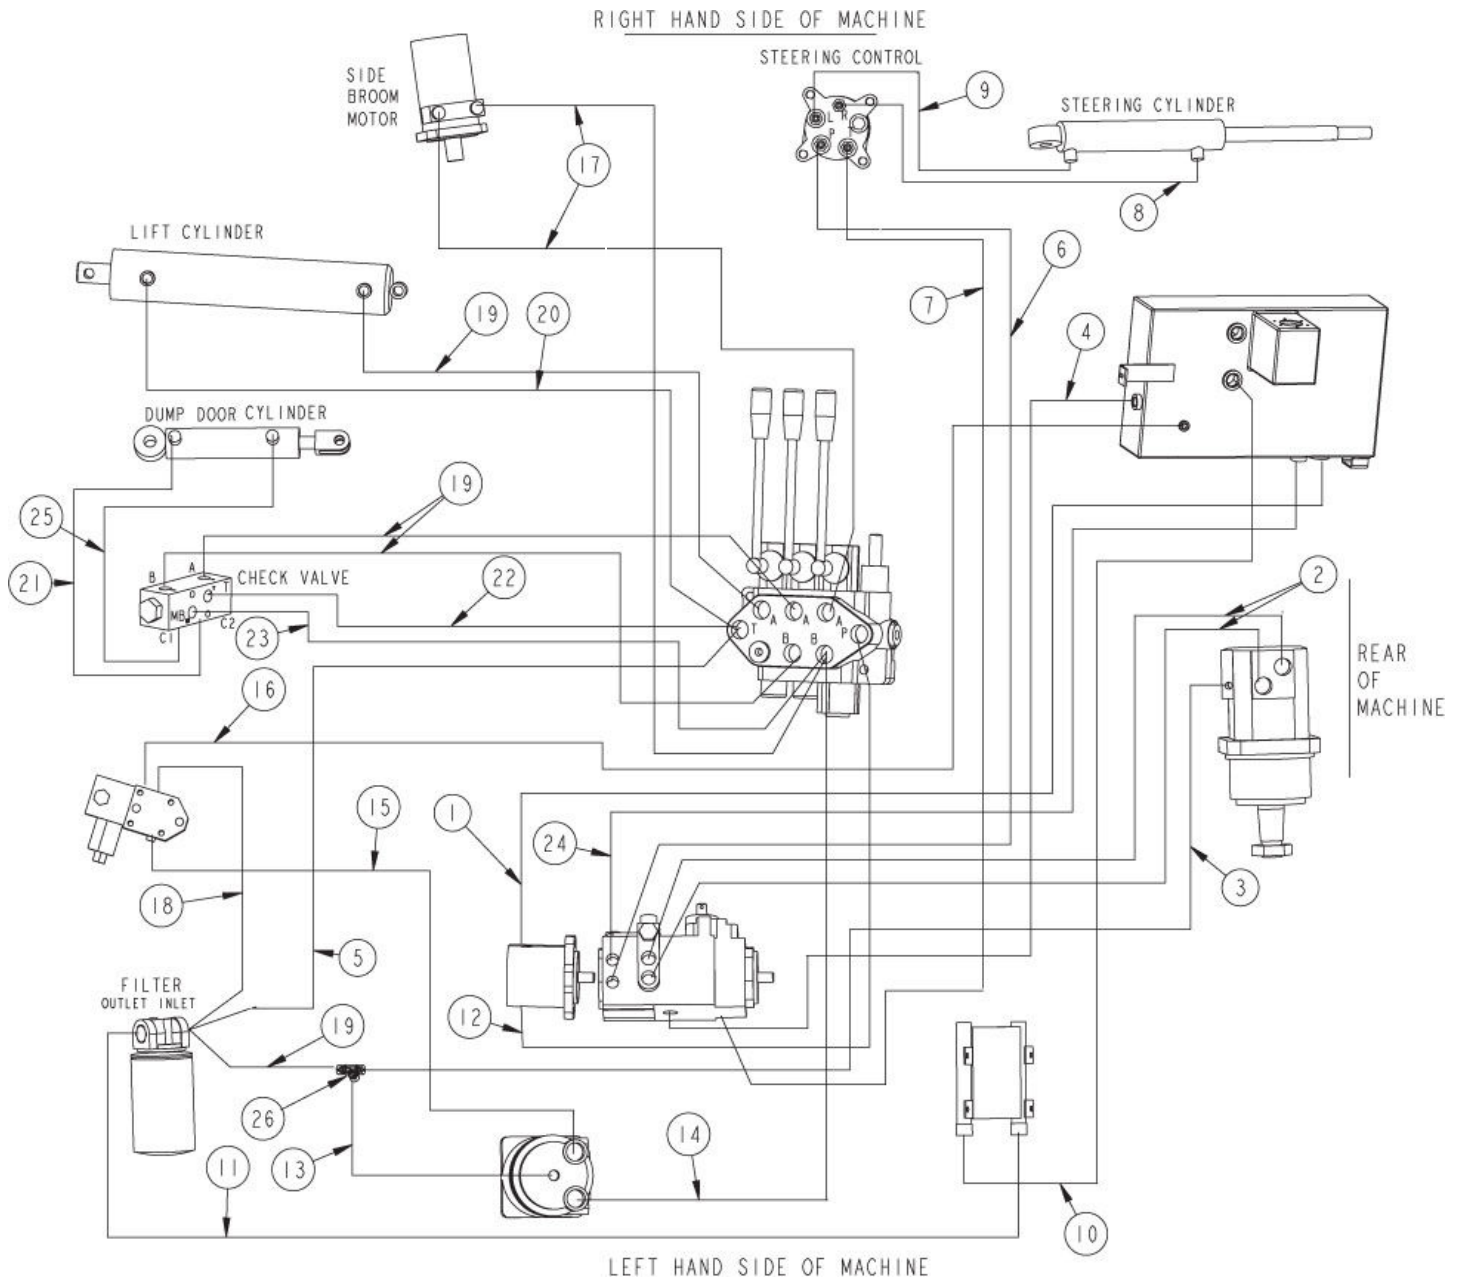 RIGHT HAND SIDE OF MACHINE
STEERING CONTROL
SIDE
BROOM
MOTOR
9
STEERING CYLINDER
L R
P T
17
8
LIFT CYLINDER
6
7
19
20
4
DUMP DOOR CYLINDER
19
25
2
B A
CHECK VALVE
22
21
T
MB
C1 C2
23
A A A
T B B P
REAR
OF
MACHINE
16
15
1
24
3
18
5
FILTER
OUTLET INLET
12
19
26
14
13
11
10
LEFT HAND SIDE OF MACHINE